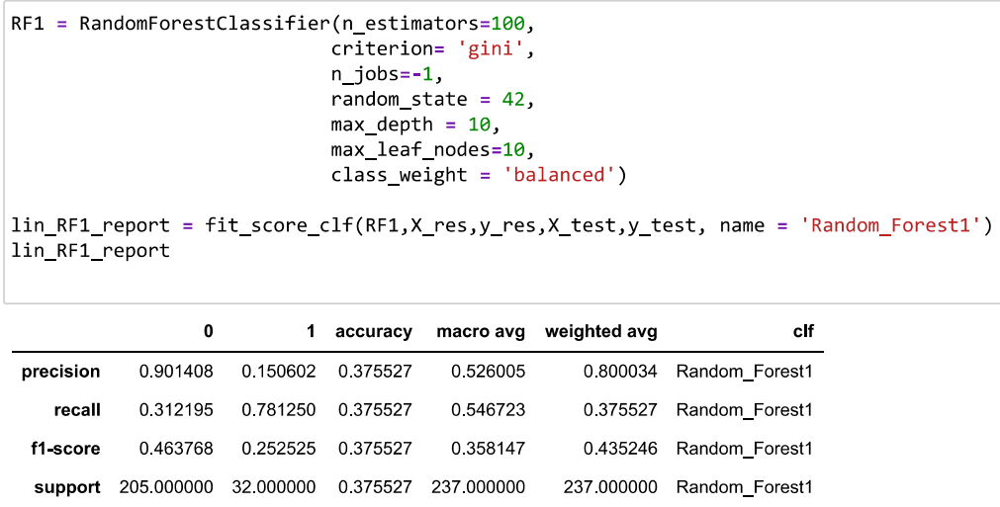 RF1 = RandomForestClassifier(n_estimators=100,
criterion= 'gini',
n_jobs=-1,
random_state = 42,
max_depth = 10,
max_leaf_nodes=10,
class_weight = 'balanced')
lin_RF1_report = fit_score_clf(RF1,X_res,y_res,X_test,y_test, name = 'Random_Forest1')
lin_RF1_report
0 1 accuracy macro avg weighted avg clf
precision 0.901408 0.150602 0.375527 0.526005 0.800034 Random_Forest1
recall 0.312195 0.781250 0.375527 0.546723 0.375527 Random_Forest1
f1-score 0.463768 0.252525 0.375527 0.358147 0.435246 Random_Forest1
support 205.000000 32.000000 0.375527 237.000000 237.000000 Random_Forest1